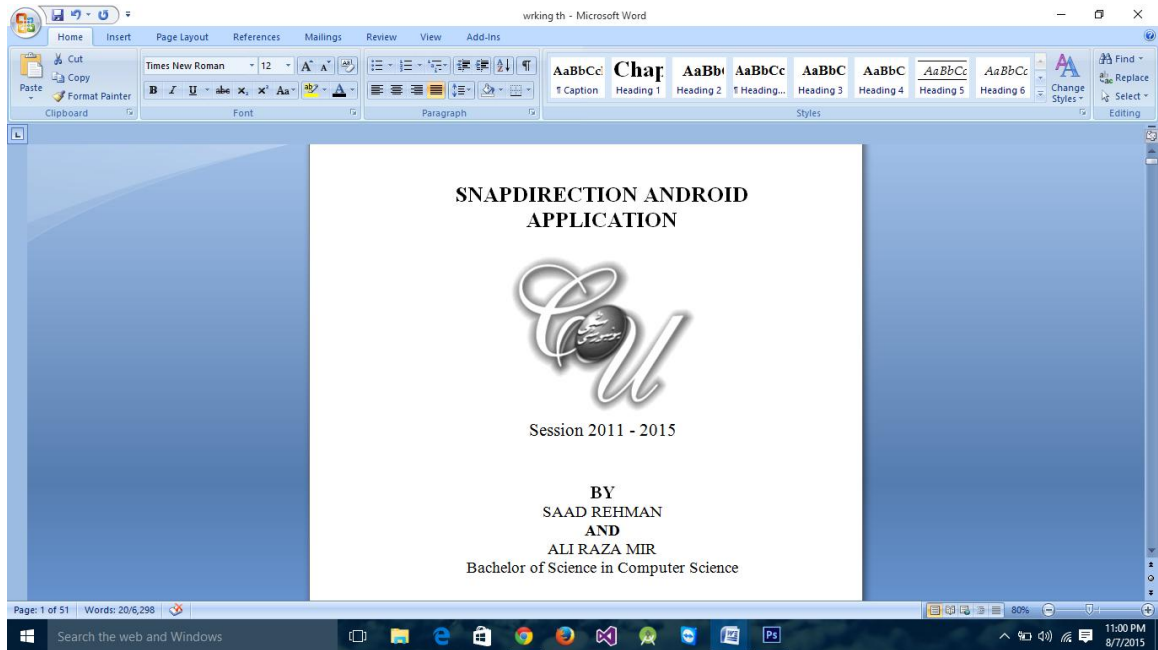 wrking th - Microsoft Word
Home Insert Page Layout References Mailings Review View Add-Ins
Paste
Cut
Copy
Format Painter
Clipboard
Times New Roman 12
Font
Paragraph
AaBbCc Chap AaBb AaBbCc AaBbC AaBbC AaBbCc AaBbCc
¶ Caption Heading 1 Heading 2 ¶ Heading... Heading 3 Heading 4 Heading 5 Heading 6
Change Styles
Styles
Find
Replace
Select
Editing
SNAPDIRECTION ANDROID
APPLICATION
CU
Session 2011 - 2015
BY
SAAD REHMAN
AND
ALI RAZA MIR
Bachelor of Science in Computer Science
Page: 1 of 51 Words: 20/6,298 80%
Search the web and Windows
Ps
11:00 PM
8/7/2015